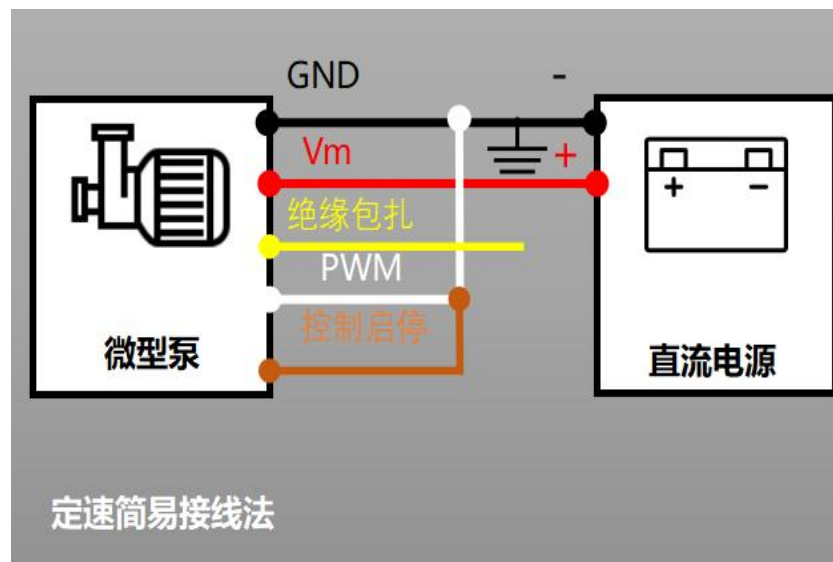 GND -
Vm +
绝缘包扎
PWM
控制启停
+ -
微型泵
直流电源
定速简易接线法